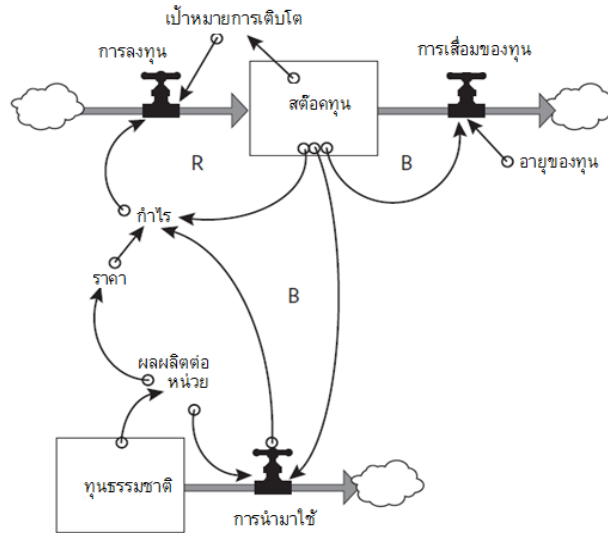 เป้าหมายการเติบโต
การลงทุน
การเสื่อมของทุน
สต๊อคทุน
R
B
อายุของทุน
กำไร
ราคา
B
ผลผลิตต่อ
หน่วย
ทุนธรรมชาติ
การนำมาใช้